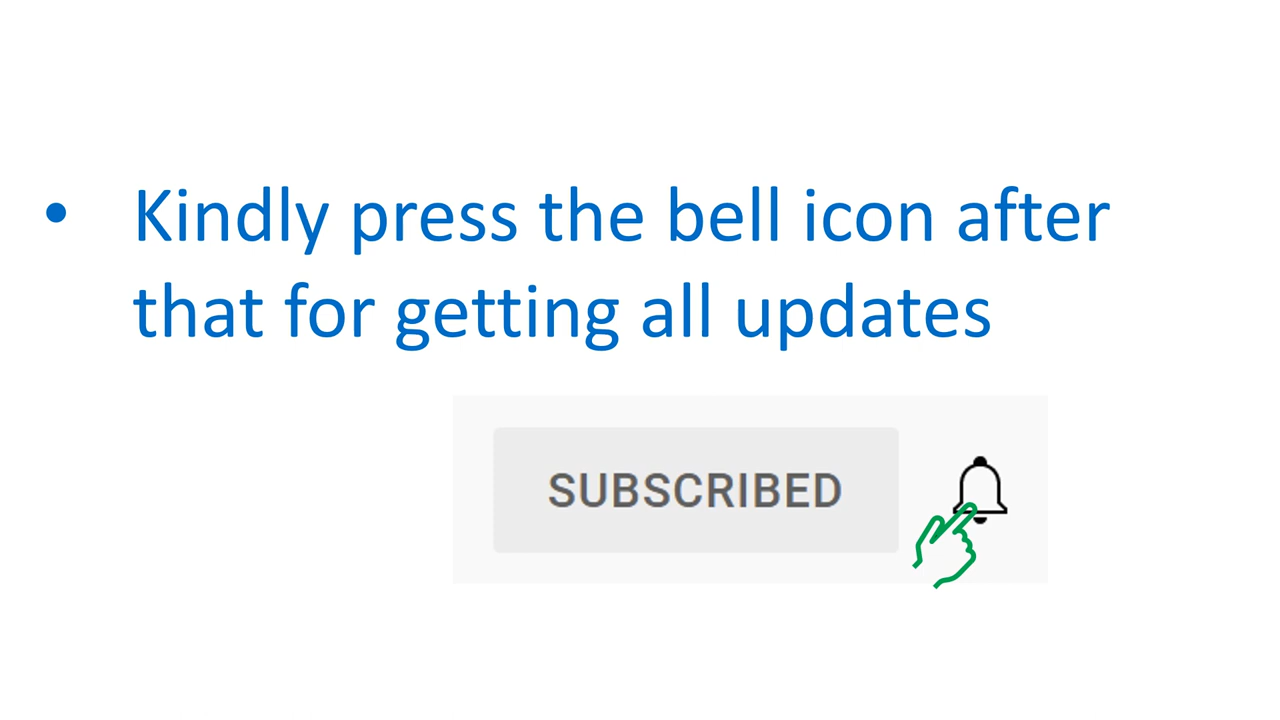 • Kindly press the bell icon after
that for getting all updates
SUBSCRIBED